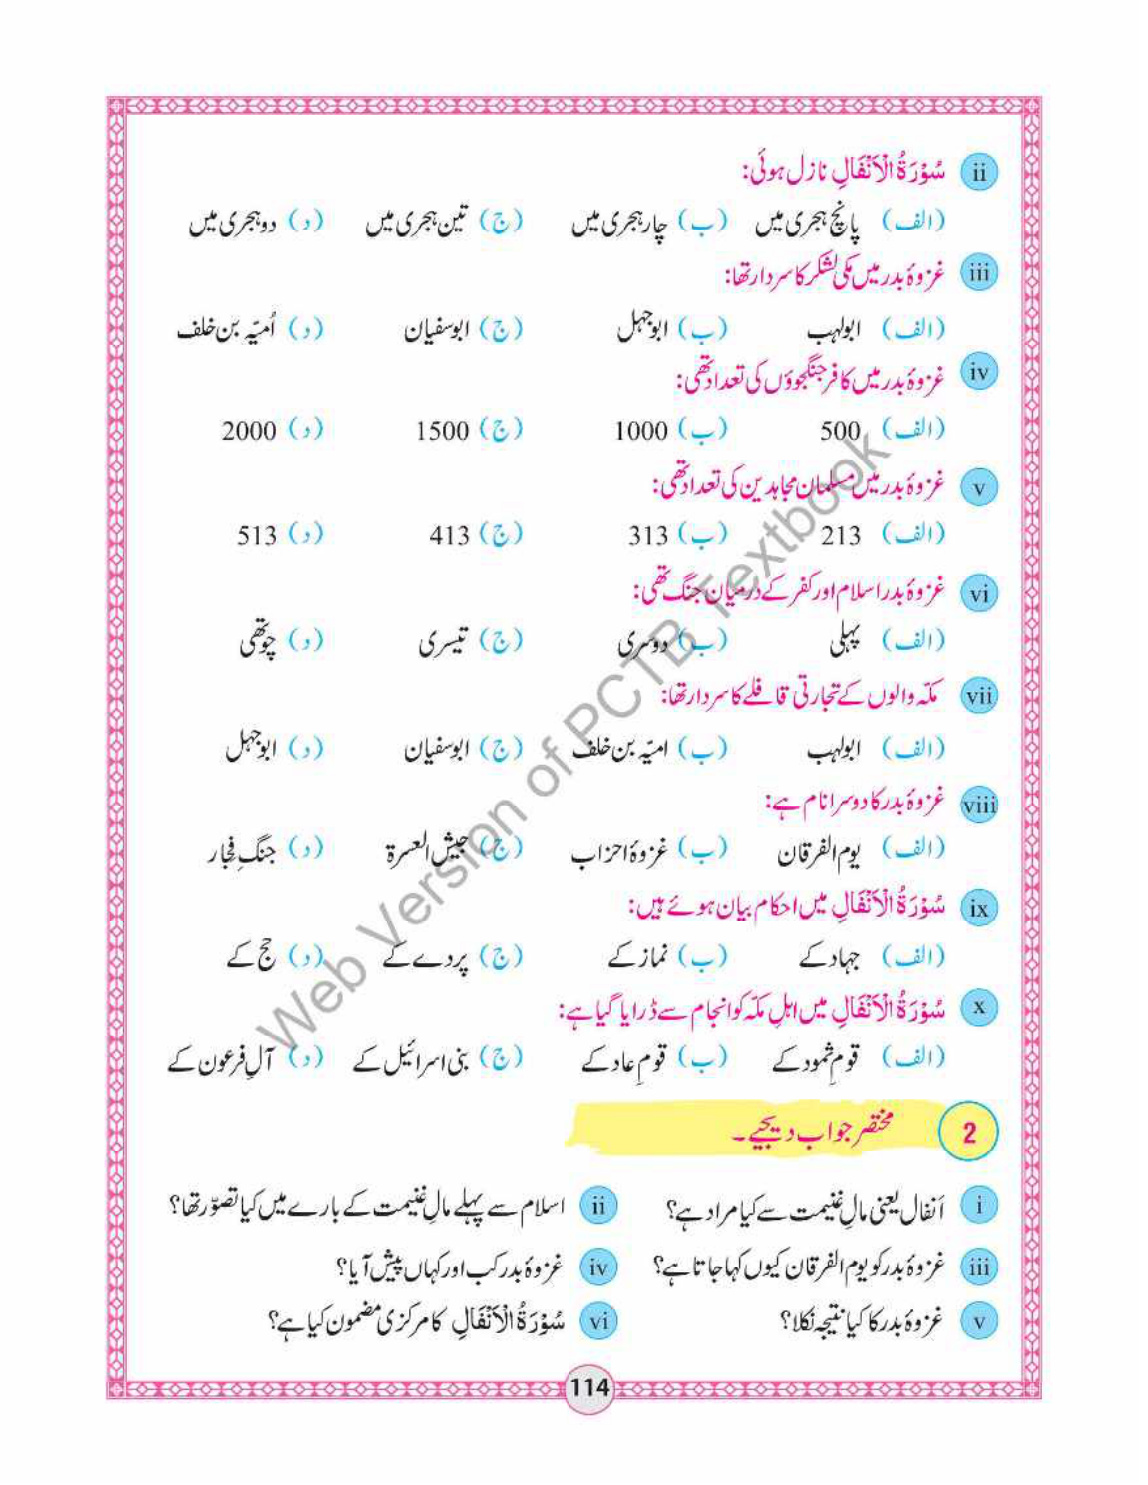 ii سُوْرَةُ الْاَنْفَالِ نازل ہوئی:
(الف) پانچ ہجری میں (ب) چار ہجری میں (ج) تین ہجری میں (د) دو ہجری میں
iii غزوۂ بدر میں مکی لشکر کا سردار تھا:
(الف) ابولہب (ب) ابوجہل (ج) ابوسفیان (د) اُمیّہ بن خلف
iv غزوۂ بدر میں کافر جنگجوؤں کی تعداد تھی:
(الف) 500 (ب) 1000 (ج) 1500 (د) 2000
v غزوۂ بدر میں مسلمان مجاہدین کی تعداد تھی:
(الف) 213 (ب) 313 (ج) 413 (د) 513
vi غزوۂ بدر اسلام اور کفر کے درمیان جنگ تھی:
(الف) پہلی (ب) دوسری (ج) تیسری (د) چوتھی
vii مکّہ والوں کے تجارتی قافلے کا سردار تھا:
(الف) ابولہب (ب) امیّہ بن خلف (ج) ابوسفیان (د) ابوجہل
viii غزوۂ بدر کا دوسرا نام ہے:
(الف) یوم الفرقان (ب) غزوۂ احزاب (ج) جیش العسرۃ (د) جنگِ فِجار
ix سُوْرَةُ الْاَنْفَالِ میں احکام بیان ہوئے ہیں:
(الف) جہاد کے (ب) نماز کے (ج) پردے کے (د) حج کے
x سُوْرَةُ الْاَنْفَالِ میں اہلِ مکّہ کو انجام سے ڈرایا گیا ہے:
(الف) قومِ ثمود کے (ب) قومِ عاد کے (ج) بنی اسرائیل کے (د) آلِ فرعون کے
2 مختصر جواب دیجیے۔
i اَنفال یعنی مالِ غنیمت سے کیا مراد ہے؟ ii اسلام سے پہلے مالِ غنیمت کے بارے میں کیا تصوّر تھا؟
iii غزوۂ بدر کو یوم الفرقان کیوں کہا جاتا ہے؟ iv غزوۂ بدر کب اور کہاں پیش آیا؟
v غزوۂ بدر کا کیا نتیجہ نکلا؟ vi سُوْرَةُ الْاَنْفَالِ کا مرکزی مضمون کیا ہے؟
114
Web Version of PCTB Textbook